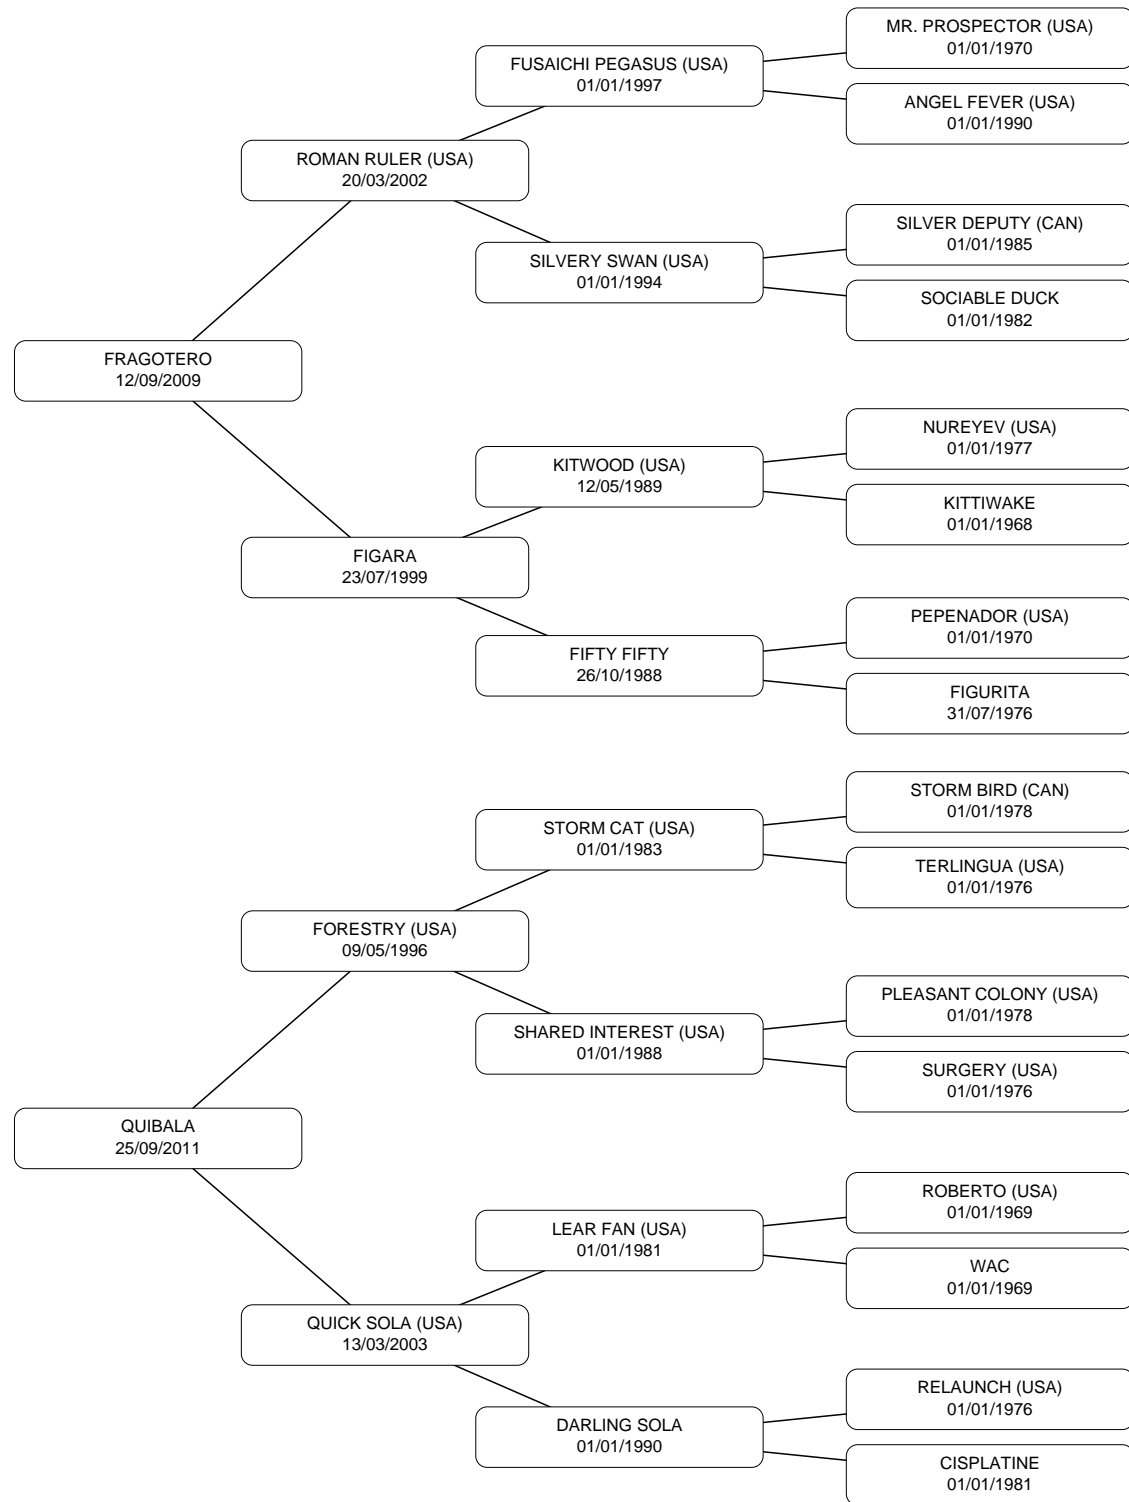 MR. PROSPECTOR (USA)
01/01/1970
FUSAICHI PEGASUS (USA)
01/01/1997
ANGEL FEVER (USA)
01/01/1990
ROMAN RULER (USA)
20/03/2002
SILVER DEPUTY (CAN)
01/01/1985
SILVERY SWAN (USA)
01/01/1994
SOCIABLE DUCK
01/01/1982
FRAGOTERO
12/09/2009
NUREYEV (USA)
01/01/1977
KITWOOD (USA)
12/05/1989
KITTIWAKE
01/01/1968
FIGARA
23/07/1999
PEPENADOR (USA)
01/01/1970
FIFTY FIFTY
26/10/1988
FIGURITA
31/07/1976
STORM BIRD (CAN)
01/01/1978
STORM CAT (USA)
01/01/1983
TERLINGUA (USA)
01/01/1976
FORESTRY (USA)
09/05/1996
PLEASANT COLONY (USA)
01/01/1978
SHARED INTEREST (USA)
01/01/1988
SURGERY (USA)
01/01/1976
QUIBALA
25/09/2011
ROBERTO (USA)
01/01/1969
LEAR FAN (USA)
01/01/1981
WAC
01/01/1969
QUICK SOLA (USA)
13/03/2003
RELAUNCH (USA)
01/01/1976
DARLING SOLA
01/01/1990
CISPLATINE
01/01/1981